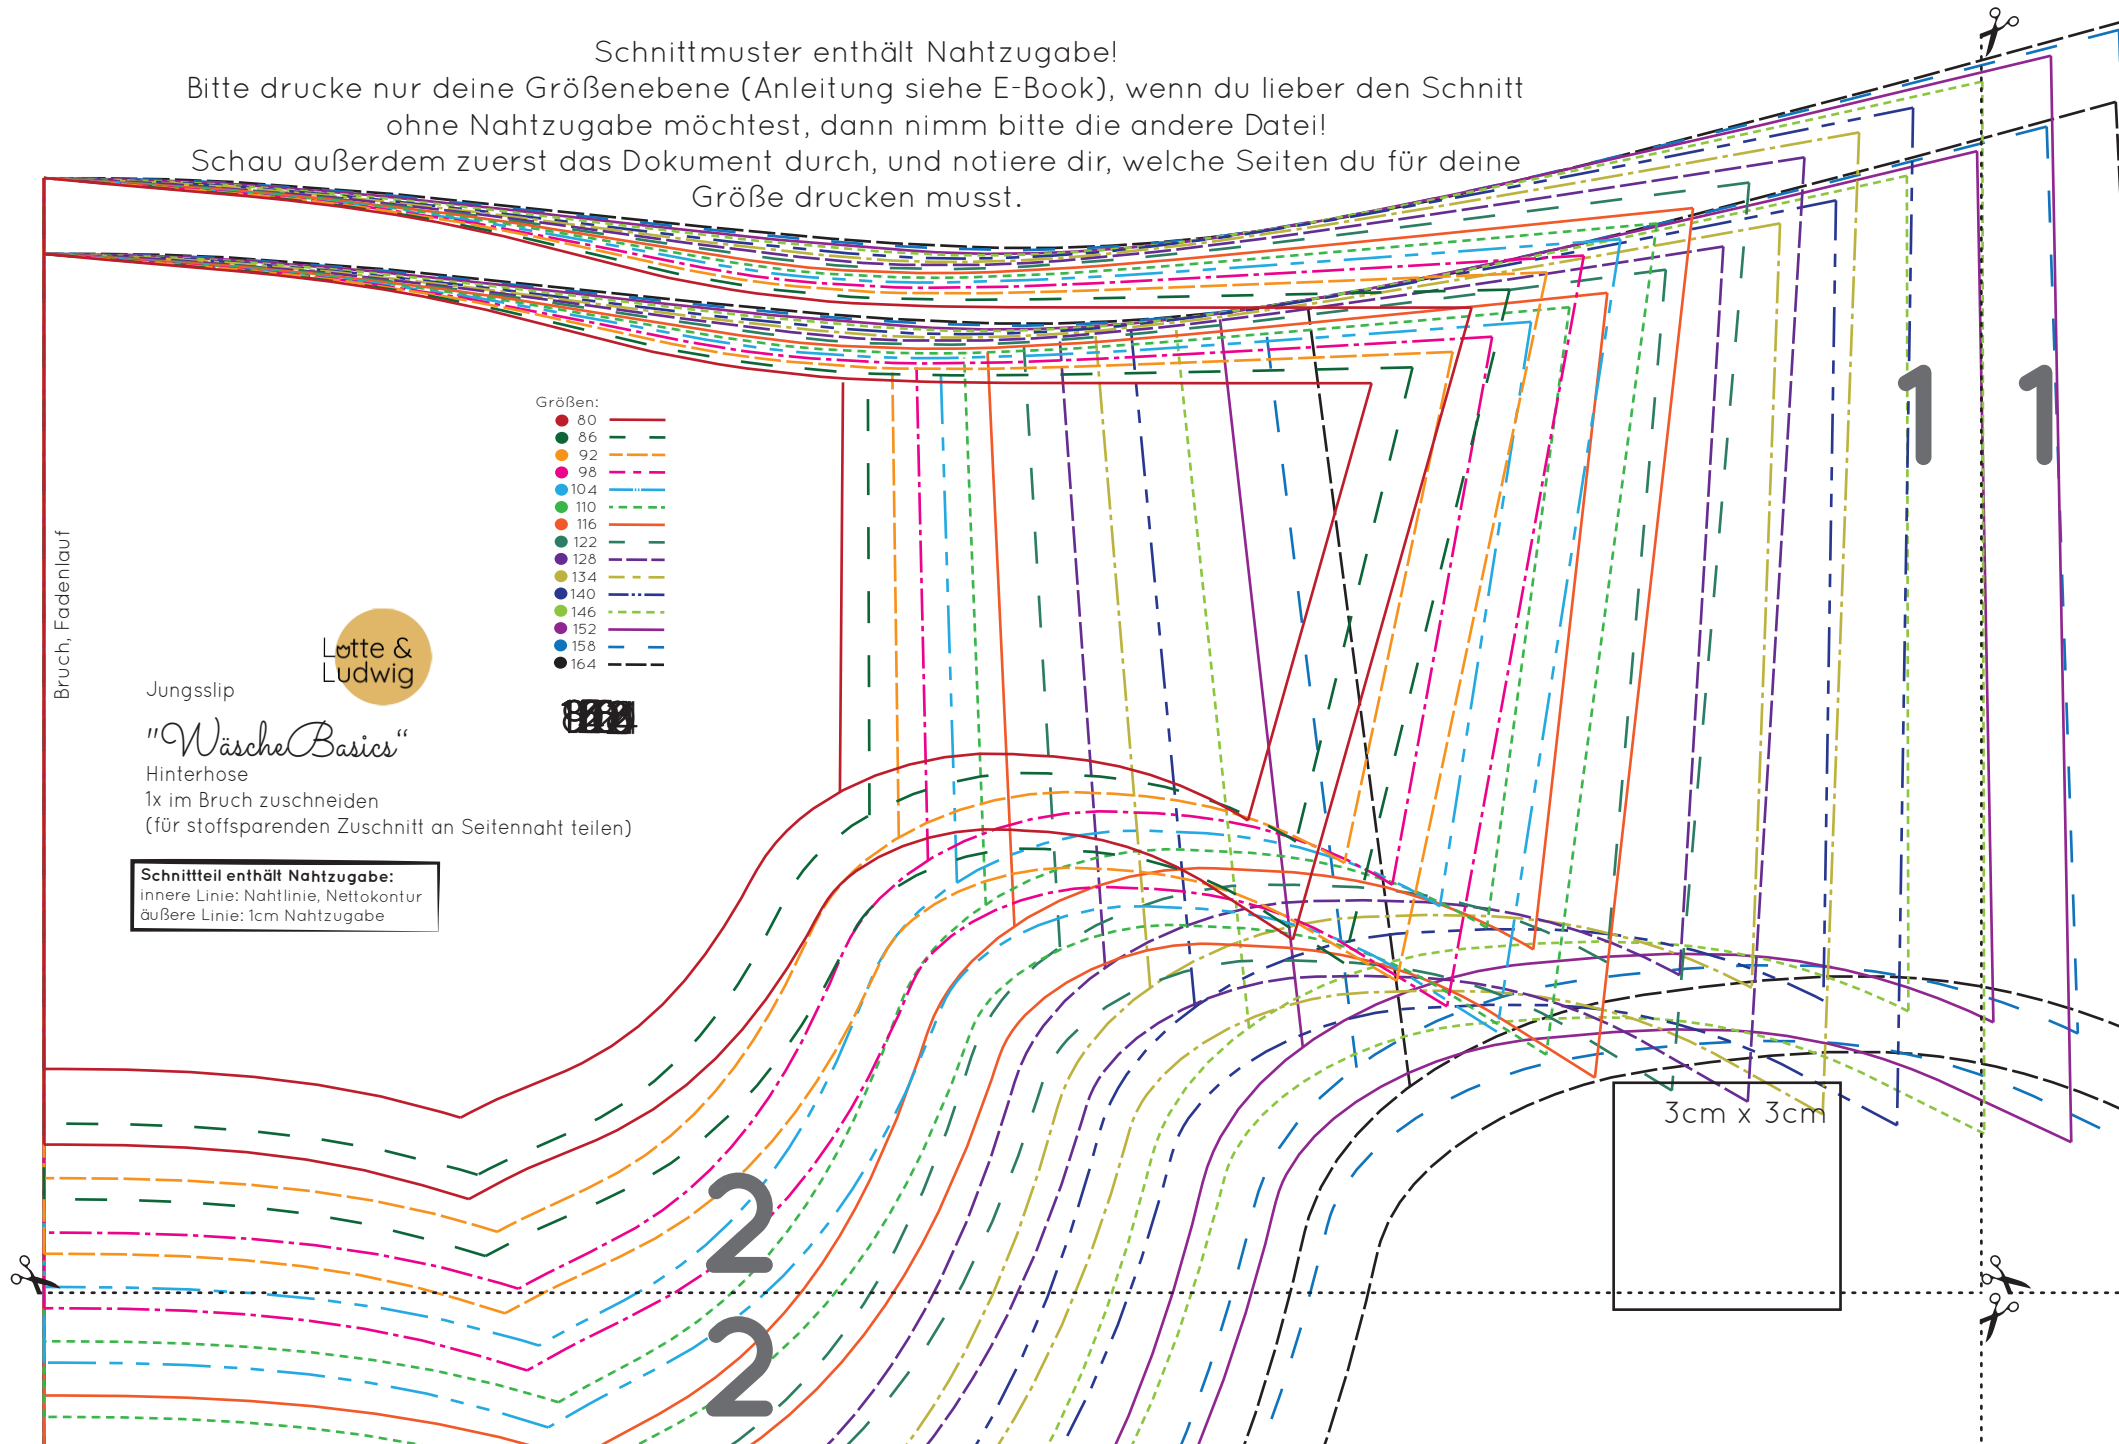 Schnittmuster enthält Nahtzugabe!
Bitte drucke nur deine Größenebene (Anleitung siehe E-Book), wenn du lieber den Schnitt
ohne Nahtzugabe möchtest, dann nimm bitte die andere Datei!
Schau außerdem zuerst das Dokument durch, und notiere dir, welche Seiten du für deine
Größe drucken musst.
1 1
Größen:
80
86
92
98
104
110
116
122
128
134
140
146
152
158
164
Bruch, Fadenlauf
Lotte &
Ludwig
Jungsslip
"WäscheBasics“
Hinterhose
1x im Bruch zuschneiden
(für stoffsparenden Zuschnitt an Seitennaht teilen)
Schnittteil enthält Nahtzugabe:
innere Linie: Nahtlinie, Nettokontur
äußere Linie: 1cm Nahtzugabe
3cm x 3cm
2
2